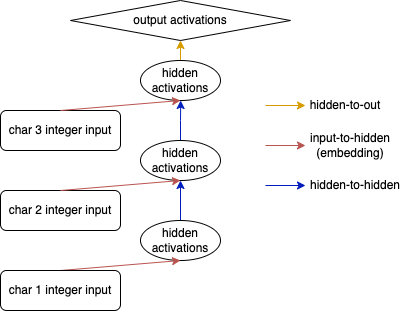 output activations
hidden
activations
char 3 integer input
hidden
activations
char 2 integer input
hidden
activations
char 1 integer input
hidden-to-out
input-to-hidden
(embedding)
hidden-to-hidden